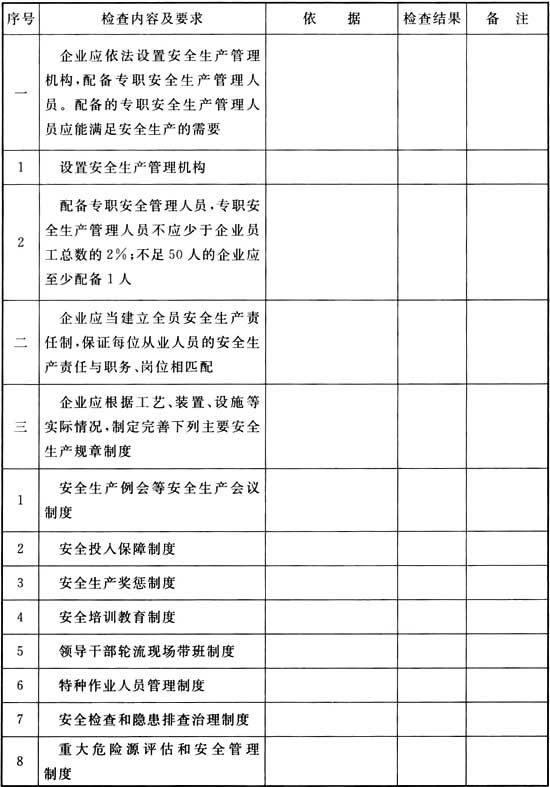 序号 检查内容及要求 依 据 检查结果 备 注
一 企业应依法设置安全生产管理
机构,配备专职安全生产管理人
员。配备的专职安全生产管理人
员应能满足安全生产的需要
1 设置安全生产管理机构
2 配备专职安全管理人员,专职安
全生产管理人员不应少于企业员
工总数的2%;不足50人的企业应
至少配备1人
二 企业应当建立全员安全生产责
任制,保证每位从业人员的安全生
产责任与职务、岗位相匹配
三 企业应根据工艺、装置、设施等
实际情况,制定完善下列主要安全
生产规章制度
1 安全生产例会等安全生产会议
制度
2 安全投入保障制度
3 安全生产奖惩制度
4 安全培训教育制度
5 领导干部轮流现场带班制度
6 特种作业人员管理制度
7 安全检查和隐患排查治理制度
8 重大危险源评估和安全管理
制度